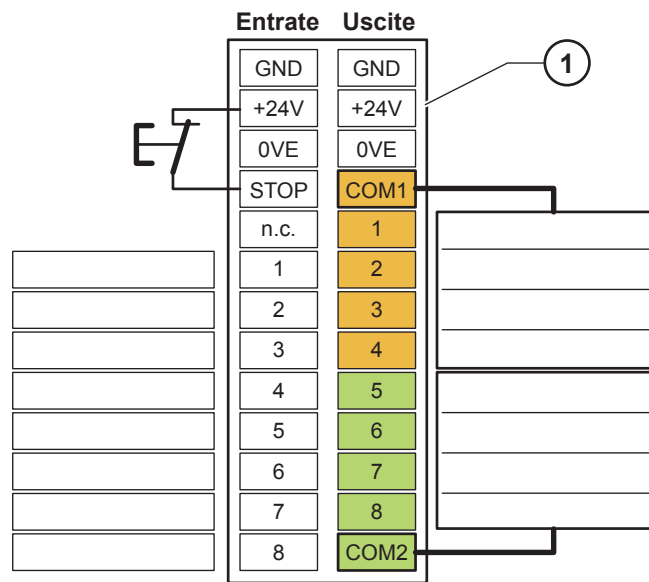 Entrate Uscite
GND GND
1
+24V +24V
0VE 0VE
STOP COM1
n.c. 1
1 2
2 3
3 4
4 5
5 6
6 7
7 8
8 COM2